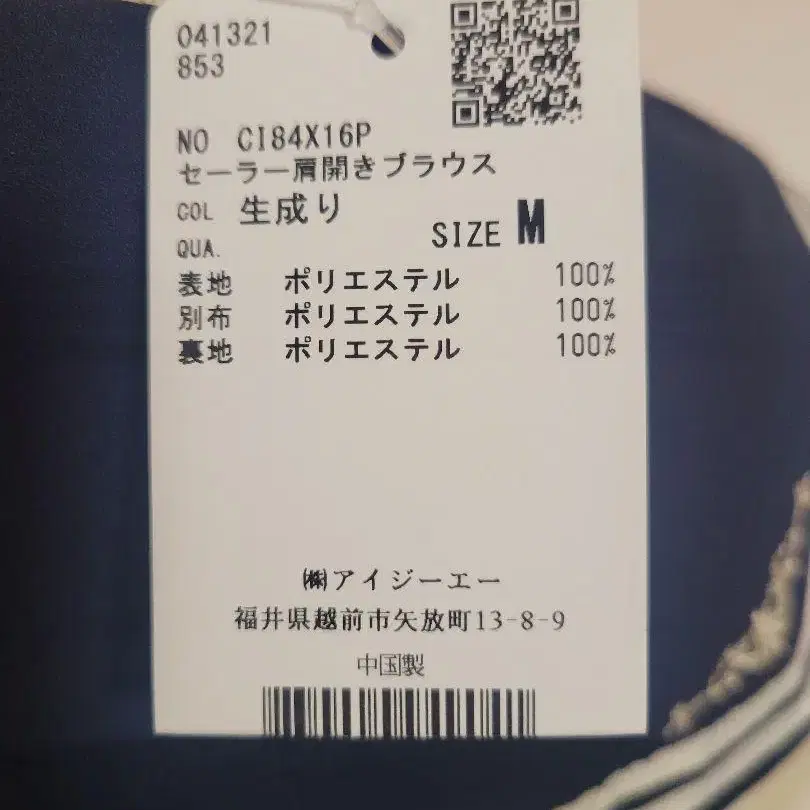 041321
853
NO CI84X16P
セーラー肩開きブラウス
COL 生成り
SIZE M
QUA.
表地 ポリエステル 100%
別布 ポリエステル 100%
裏地 ポリエステル 100%
㈱アイジーエー
福井県越前市矢放町13-8-9
中国製